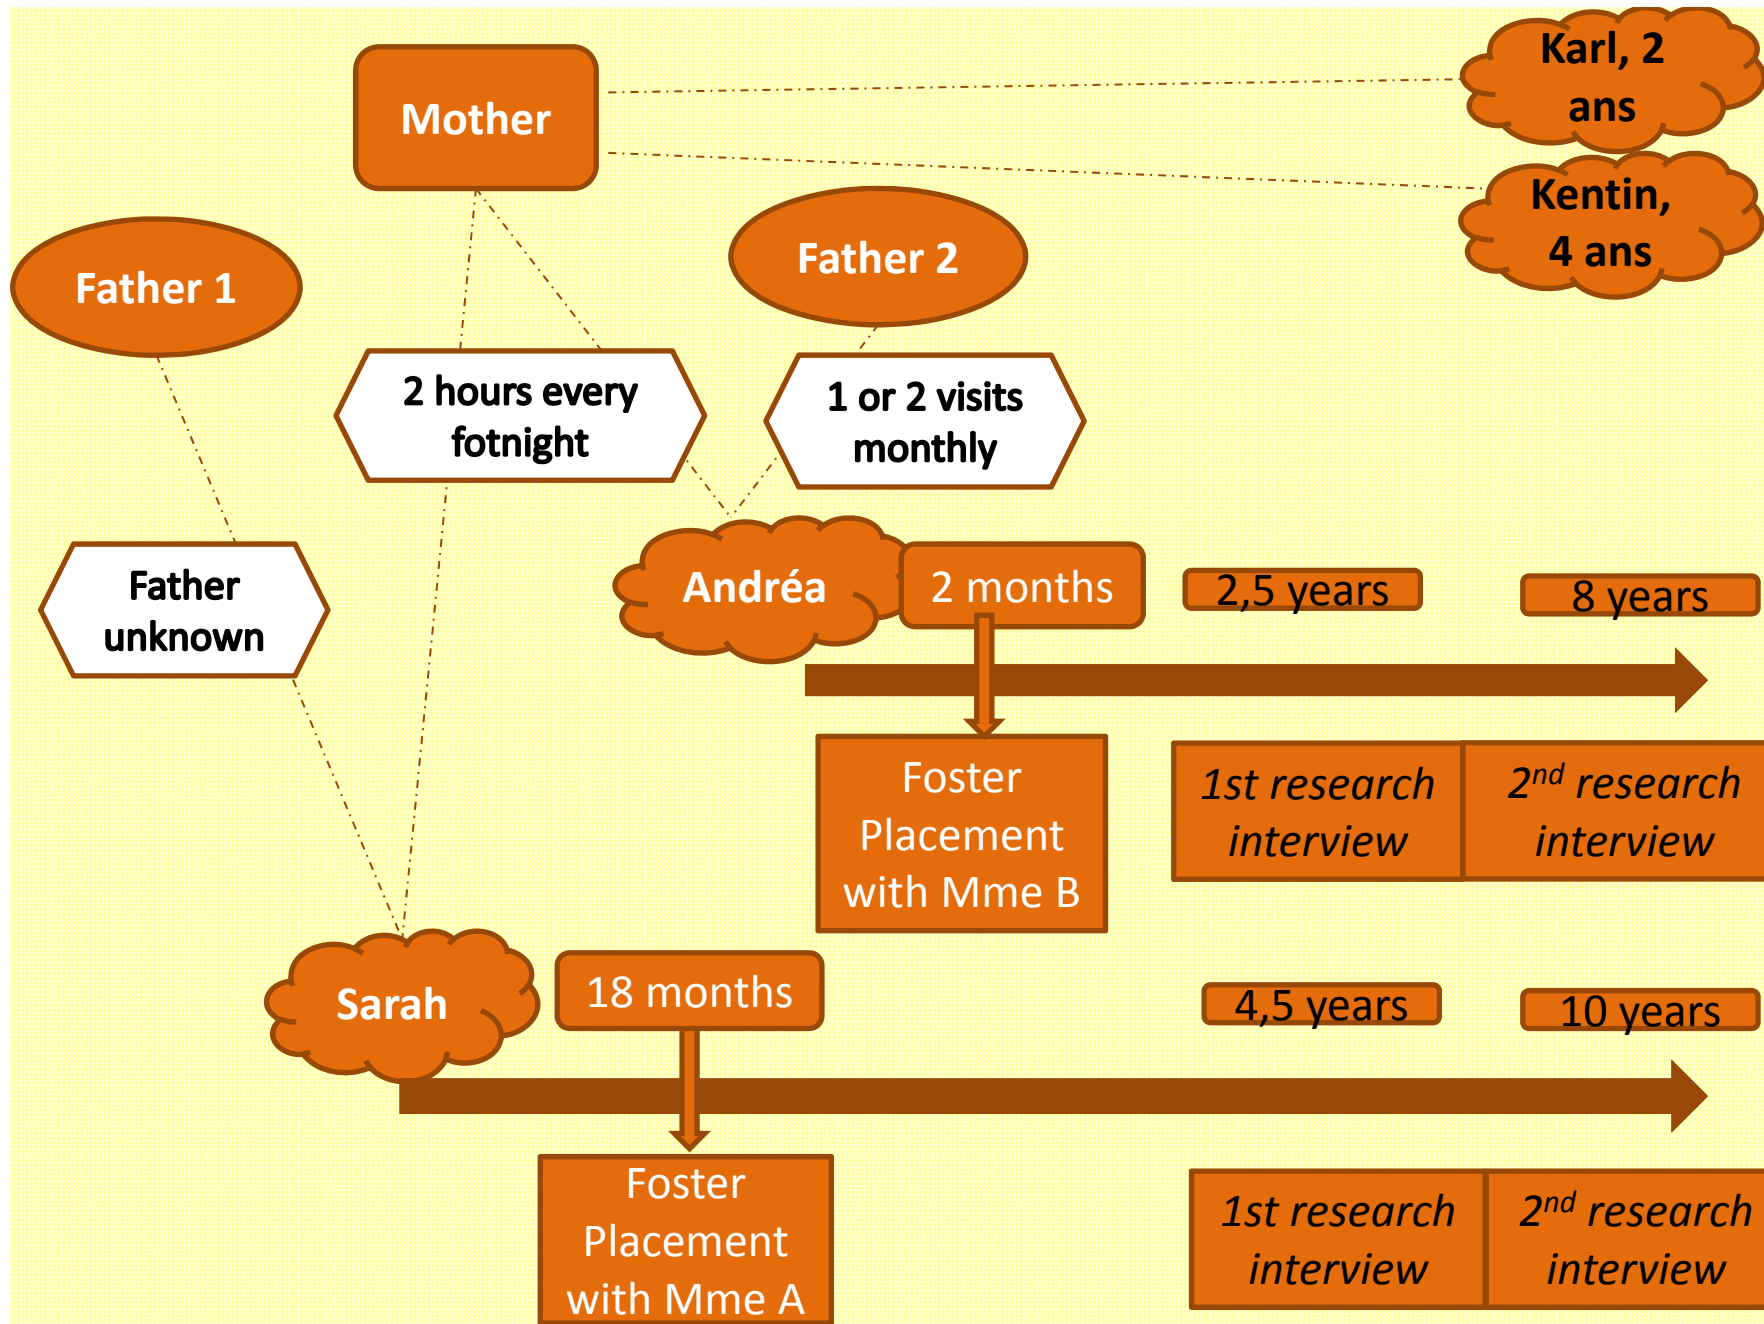 Karl, 2
ans
Mother
Kentin,
4 ans
Father 2
Father 1
2 hours every
fotnight
1 or 2 visits
monthly
Father
unknown
Andréa
2 months
2,5 years
8 years
Foster
Placement
with Mme B
1st research
interview
2nd research
interview
Sarah
18 months
4,5 years
10 years
Foster
Placement
with Mme A
1st research
interview
2nd research
interview